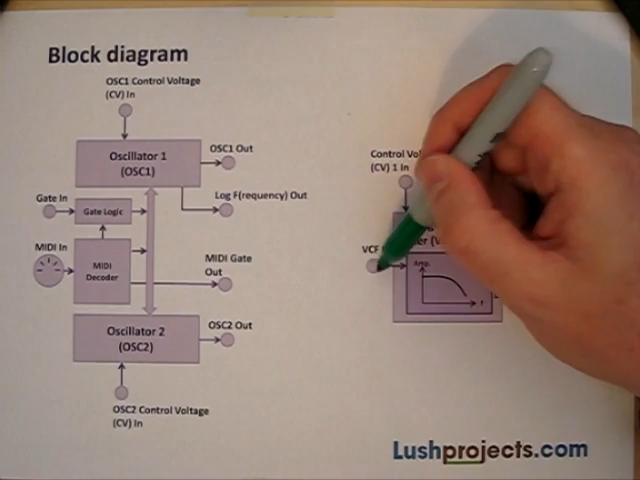 Block diagram
OSC1 Control Voltage
(CV) In
Oscillator 1
(OSC1)
OSC1 Out
Log F(requency) Out
Gate In
Gate Logic
MIDI In
MIDI
Decoder
MIDI Gate
Out
Oscillator 2
(OSC2)
OSC2 Out
OSC2 Control Voltage
(CV) In
Control
(CV) 1 In
VCF
Amp.
f
Lushprojects.com